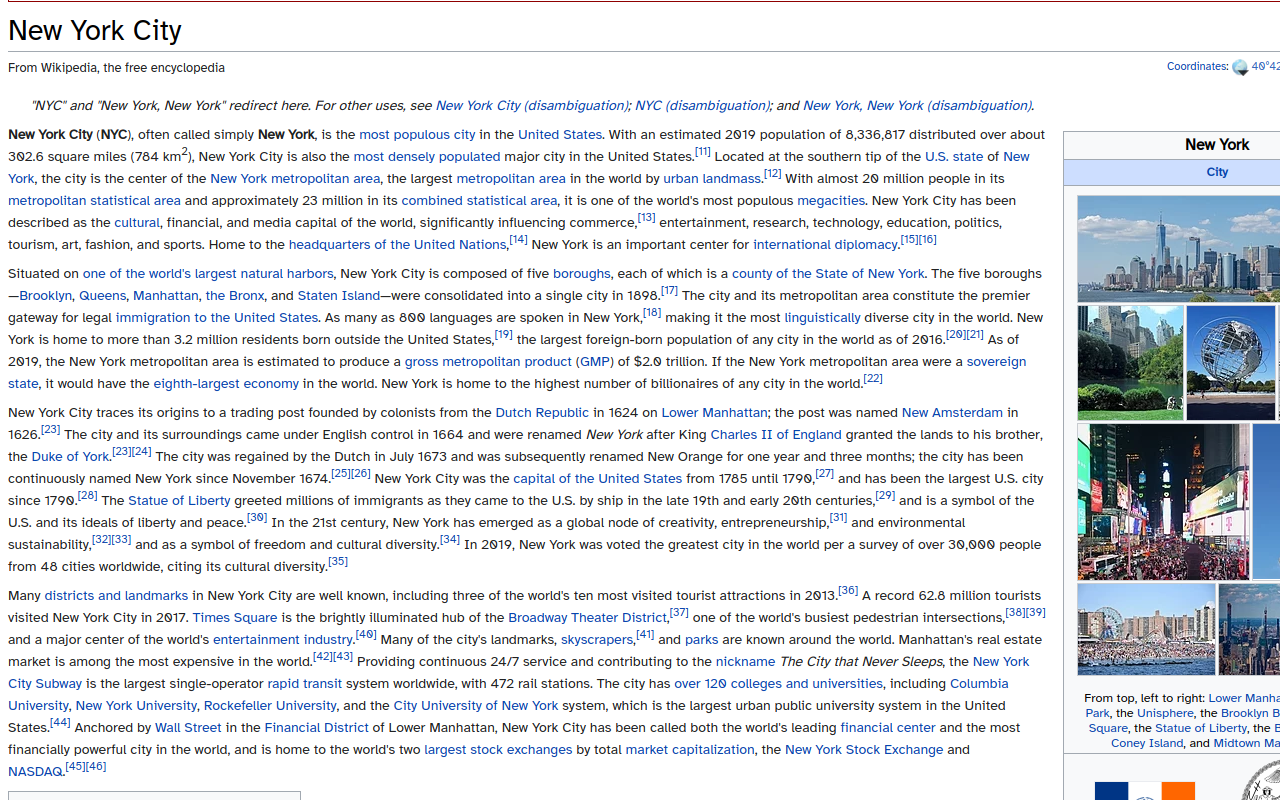 New York City
From Wikipedia, the free encyclopedia
Coordinates: 40°42
"NYC" and "New York, New York" redirect here. For other uses, see New York City (disambiguation); NYC (disambiguation); and New York, New York (disambiguation).
New York City (NYC), often called simply New York, is the most populous city in the United States. With an estimated 2019 population of 8,336,817 distributed over about
302.6 square miles (784 km2), New York City is also the most densely populated major city in the United States.[11] Located at the southern tip of the U.S. state of New
York, the city is the center of the New York metropolitan area, the largest metropolitan area in the world by urban landmass.[12] With almost 20 million people in its
metropolitan statistical area and approximately 23 million in its combined statistical area, it is one of the world's most populous megacities. New York City has been
described as the cultural, financial, and media capital of the world, significantly influencing commerce,[13] entertainment, research, technology, education, politics,
tourism, art, fashion, and sports. Home to the headquarters of the United Nations,[14] New York is an important center for international diplomacy.[15][16]
Situated on one of the world's largest natural harbors, New York City is composed of five boroughs, each of which is a county of the State of New York. The five boroughs
—Brooklyn, Queens, Manhattan, the Bronx, and Staten Island—were consolidated into a single city in 1898.[17] The city and its metropolitan area constitute the premier
gateway for legal immigration to the United States. As many as 800 languages are spoken in New York,[18] making it the most linguistically diverse city in the world. New
York is home to more than 3.2 million residents born outside the United States,[19] the largest foreign-born population of any city in the world as of 2016.[20][21] As of
2019, the New York metropolitan area is estimated to produce a gross metropolitan product (GMP) of $2.0 trillion. If the New York metropolitan area were a sovereign
state, it would have the eighth-largest economy in the world. New York is home to the highest number of billionaires of any city in the world.[22]
New York City traces its origins to a trading post founded by colonists from the Dutch Republic in 1624 on Lower Manhattan; the post was named New Amsterdam in
1626.[23] The city and its surroundings came under English control in 1664 and were renamed New York after King Charles II of England granted the lands to his brother,
the Duke of York.[23][24] The city was regained by the Dutch in July 1673 and was subsequently renamed New Orange for one year and three months; the city has been
continuously named New York since November 1674.[25][26] New York City was the capital of the United States from 1785 until 1790,[27] and has been the largest U.S. city
since 1790.[28] The Statue of Liberty greeted millions of immigrants as they came to the U.S. by ship in the late 19th and early 20th centuries,[29] and is a symbol of the
U.S. and its ideals of liberty and peace.[30] In the 21st century, New York has emerged as a global node of creativity, entrepreneurship,[31] and environmental
sustainability,[32][33] and as a symbol of freedom and cultural diversity.[34] In 2019, New York was voted the greatest city in the world per a survey of over 30,000 people
from 48 cities worldwide, citing its cultural diversity.[35]
Many districts and landmarks in New York City are well known, including three of the world's ten most visited tourist attractions in 2013.[36] A record 62.8 million tourists
visited New York City in 2017. Times Square is the brightly illuminated hub of the Broadway Theater District,[37] one of the world's busiest pedestrian intersections,[38][39]
and a major center of the world's entertainment industry.[40] Many of the city's landmarks, skyscrapers,[41] and parks are known around the world. Manhattan's real estate
market is among the most expensive in the world.[42][43] Providing continuous 24/7 service and contributing to the nickname The City that Never Sleeps, the New York
City Subway is the largest single-operator rapid transit system worldwide, with 472 rail stations. The city has over 120 colleges and universities, including Columbia
University, New York University, Rockefeller University, and the City University of New York system, which is the largest urban public university system in the United
States.[44] Anchored by Wall Street in the Financial District of Lower Manhattan, New York City has been called both the world's leading financial center and the most
financially powerful city in the world, and is home to the world's two largest stock exchanges by total market capitalization, the New York Stock Exchange and
NASDAQ.[45][46]
New York
City
From top, left to right: Lower Manha
Park, the Unisphere, the Brooklyn B
Square, the Statue of Liberty, the E
Coney Island, and Midtown Ma